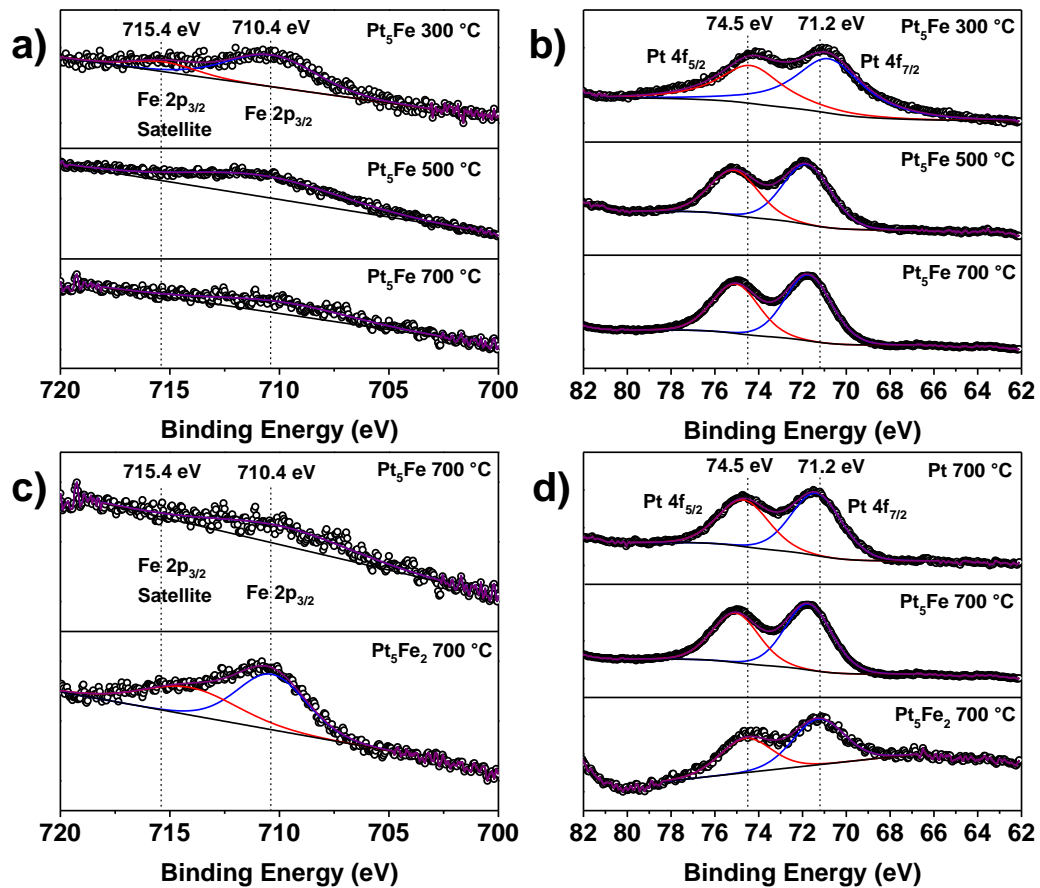 a)
715.4 eV 710.4 eV
Pt₅Fe 300 °C
Fe 2p₃/₂
Satellite
Fe 2p₃/₂
Pt₅Fe 500 °C
Pt₅Fe 700 °C
720 715 710 705 700
Binding Energy (eV)
b)
74.5 eV 71.2 eV
Pt₅Fe 300 °C
Pt 4f₅/₂
Pt 4f₇/₂
Pt₅Fe 500 °C
Pt₅Fe 700 °C
82 80 78 76 74 72 70 68 66 64 62
Binding Energy (eV)
c)
715.4 eV 710.4 eV
Pt₅Fe 700 °C
Fe 2p₃/₂
Satellite
Fe 2p₃/₂
Pt₅Fe₂ 700 °C
720 715 710 705 700
Binding Energy (eV)
d)
74.5 eV 71.2 eV
Pt 700 °C
Pt 4f₅/₂
Pt 4f₇/₂
Pt₅Fe 700 °C
Pt₅Fe₂ 700 °C
82 80 78 76 74 72 70 68 66 64 62
Binding Energy (eV)